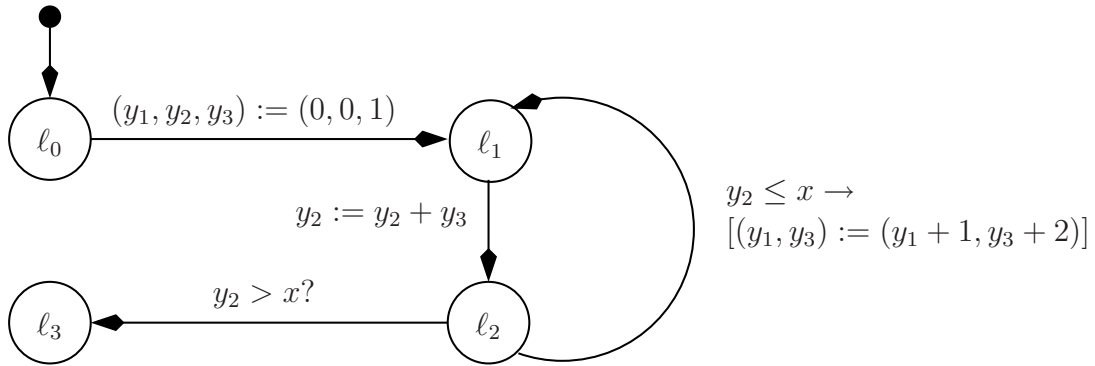 (y₁, y₂, y₃) := (0, 0, 1)
ℓ₀
ℓ₁
y₂ ≤ x →
[(y₁, y₃) := (y₁ + 1, y₃ + 2)]
y₂ := y₂ + y₃
y₂ > x?
ℓ₃
ℓ₂